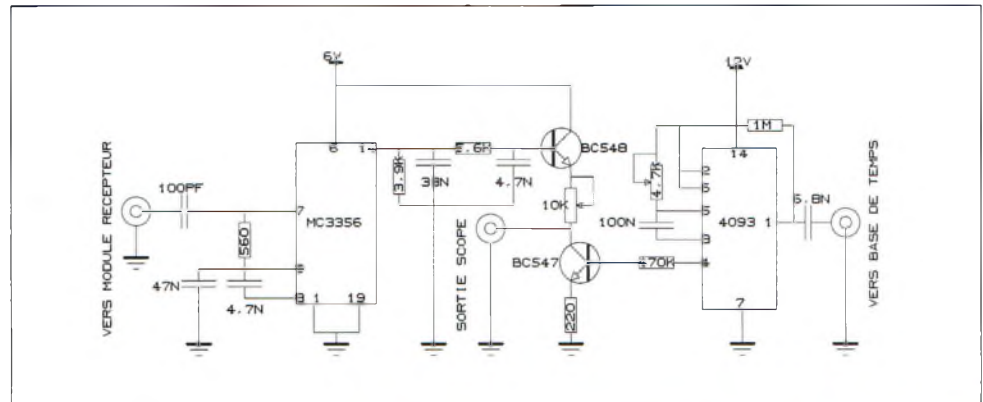 6V
12V
1M
6
1
5.6K
BC548
14
3.9K
38N
4.7N
4.7K
2
6
100PF
10K
5
6.8N
7
MC3356
100N
4093
1
560
3
BC547
470K
4
47N
8
1
19
4.7N
220
7
VERS MODULE RECEPTEUR
SORTIE SCOPE
VERS BASE DE TEMPS